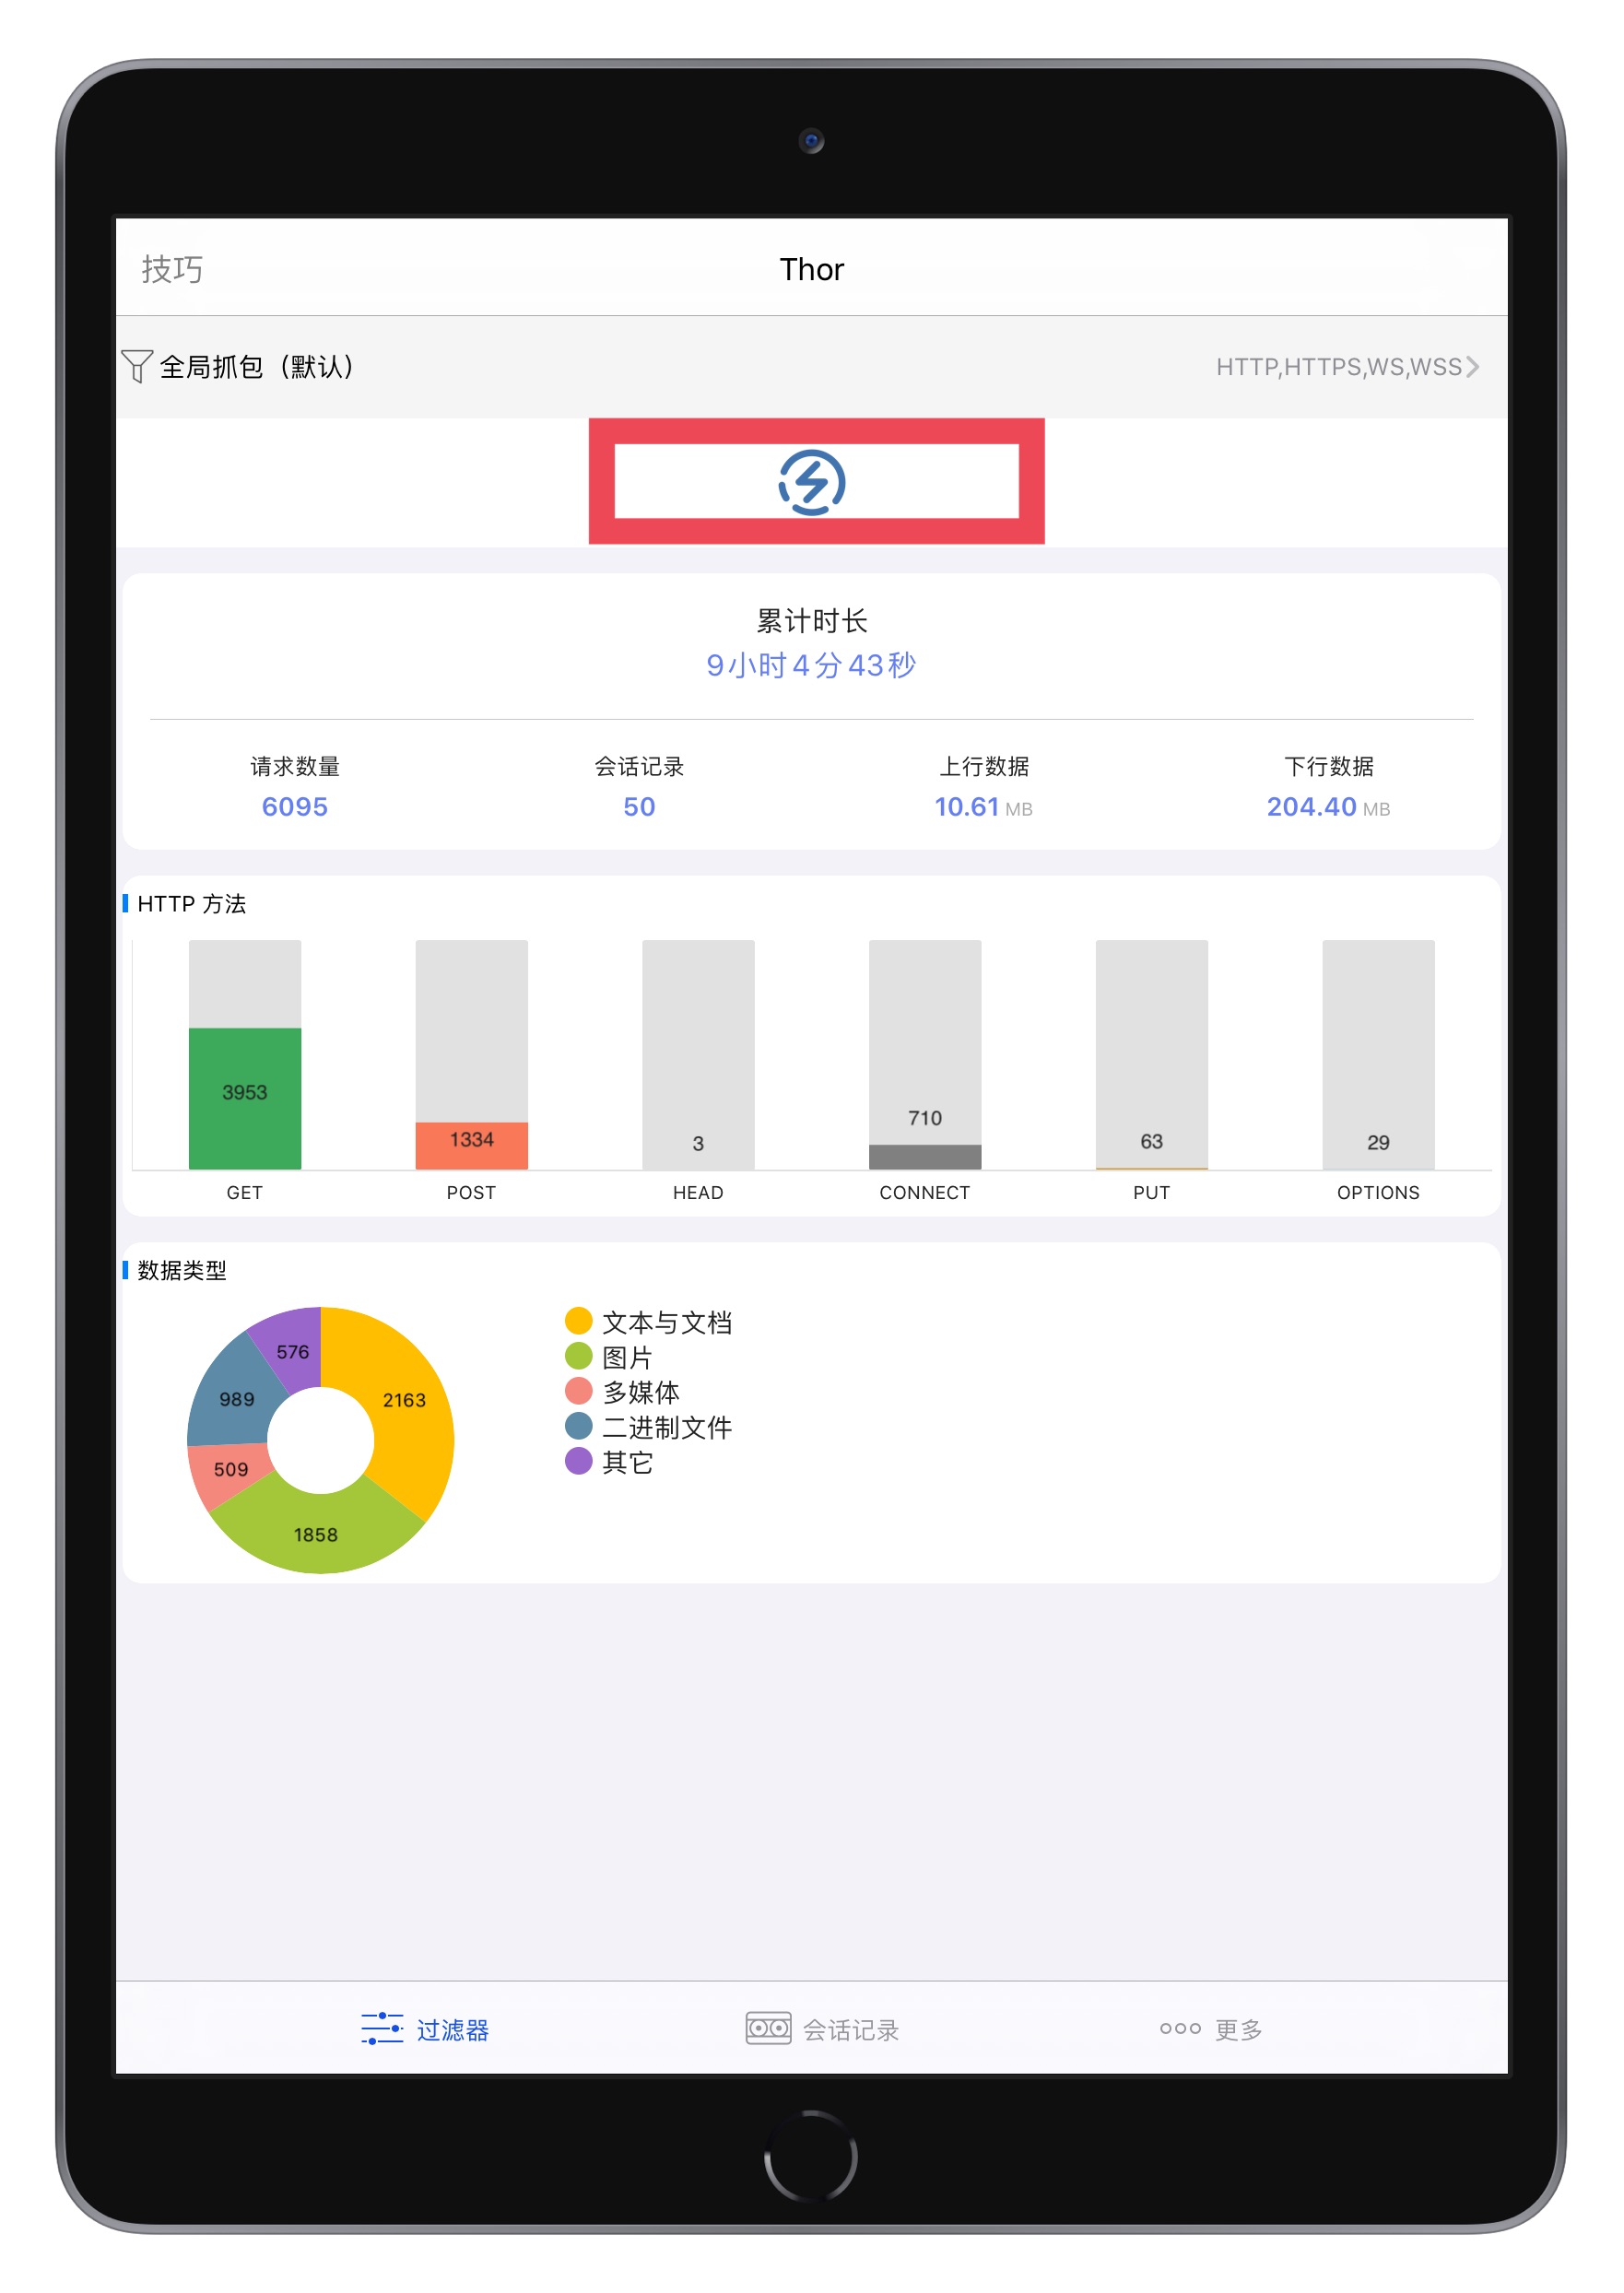 技巧
Thor
全局抓包（默认）
HTTP,HTTPS,WS,WSS
累计时长
9小时4分43秒
请求数量 会话记录 上行数据 下行数据
6095 50 10.61 MB 204.40 MB
HTTP 方法
3953 1334 3 710 63 29
GET POST HEAD CONNECT PUT OPTIONS
数据类型
576
989
2163
509
1858
文本与文档
图片
多媒体
二进制文件
其它
过滤器 会话记录 更多